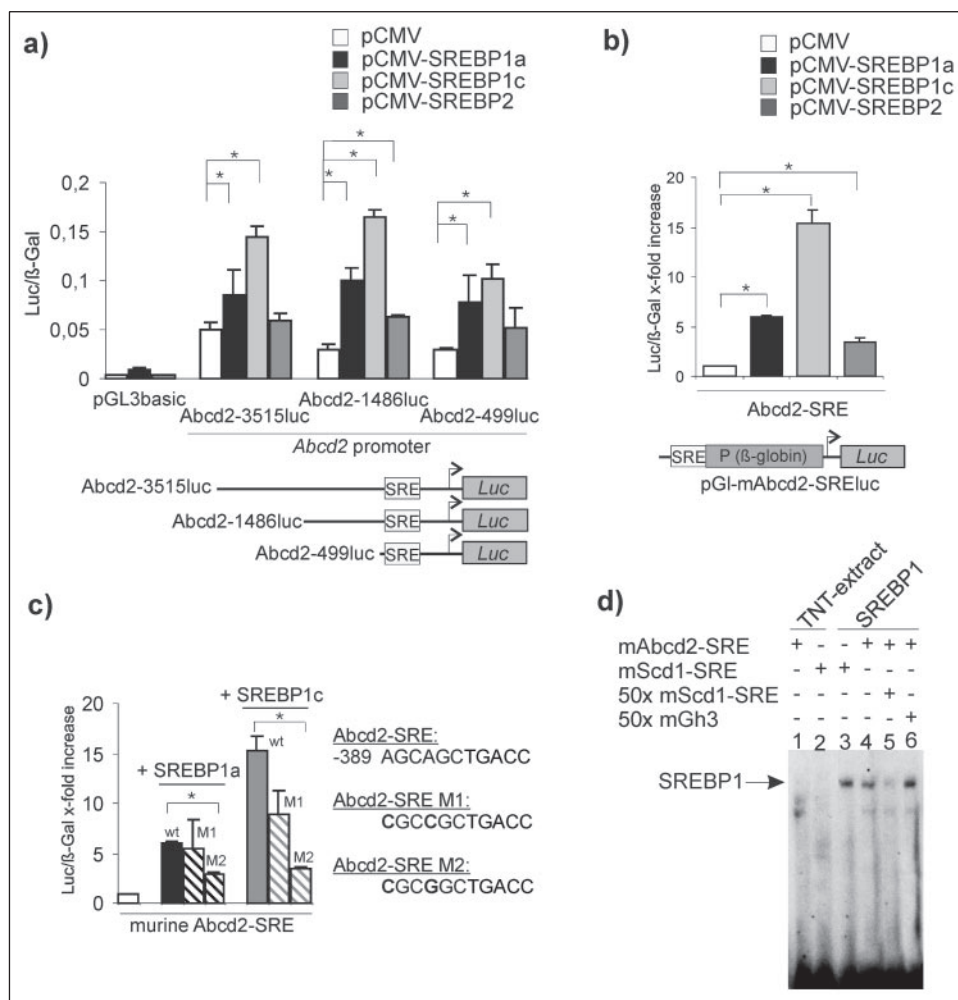 a)
pCMV
pCMV-SREBP1a
pCMV-SREBP1c
pCMV-SREBP2
Luc/ß-Gal
0,2
0,15
0,1
0,05
0
* *
* * *
* *
pGL3basic
Abcd2-3515luc
Abcd2-1486luc
Abcd2-499luc
Abcd2 promoter
Abcd2-3515luc SRE Luc
Abcd2-1486luc SRE Luc
Abcd2-499luc SRE Luc
b)
pCMV
pCMV-SREBP1a
pCMV-SREBP1c
pCMV-SREBP2
Luc/ß-Gal x-fold increase
20
15
10
5
0
*
*
*
Abcd2-SRE
SRE P (ß-globin) Luc
pGl-mAbcd2-SREluc
c)
Luc/ß-Gal x-fold increase
20
15
10
5
0
+ SREBP1a
*
wt M1 M2
+ SREBP1c
*
wt M1 M2
murine Abcd2-SRE
Abcd2-SRE:
-389 AGCAGCTGACC
Abcd2-SRE M1:
CGCCGCTGACC
Abcd2-SRE M2:
CGCGGCTGACC
d)
TNT-extract SREBP1
mAbcd2-SRE + - - + + +
mScd1-SRE - + + - - -
50x mScd1-SRE - - - - + -
50x mGh3 - - - - - +
1 2 3 4 5 6
SREBP1